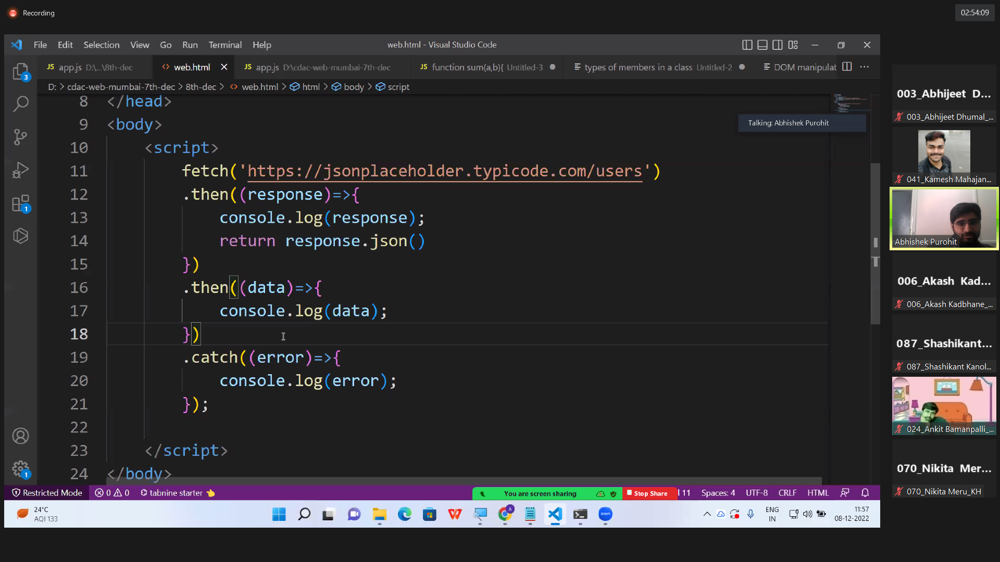 Recording
02:54:09
File Edit Selection View Go Run Terminal Help
web.html - Visual Studio Code
JS app.js D:\...\8th-dec
<> web.html
JS app.js D:\cdac-web-mumbai-7th-dec
JS function sum(a,b){ Untitled-3
types of members in a class Untitled-2
DOM manipulat
D: > cdac-web-mumbai-7th-dec > 8th-dec > <> web.html > html > body > script
8 </head>
9 <body>
10 <script>
11 fetch('https://jsonplaceholder.typicode.com/users')
12 .then((response)=>{
13 console.log(response);
14 return response.json()
15 })
16 .then((data)=>{
17 console.log(data);
18 })
19 .catch((error)=>{
20 console.log(error);
21 });
22
23 </script>
24 </body>
3
1
1
Talking: Abhishek Purohit
Restricted Mode
0 0
tabnine starter
You are screen sharing
Stop Share
11
Spaces: 4
UTF-8
CRLF
HTML
24°C
AQI 133
A
zoom
ENG
IN
11:57
08-12-2022
003_Abhijeet D...
003_Abhijeet Dhumal_...
041_Kamesh Mahajan...
Abhishek Purohit
006_Akash Kad...
006_Akash Kadbhane_...
087_Shashikant...
087_Shashikant Kanol...
024_Ankit Bamanpalli_...
070_Nikita Mer...
070_Nikita Meru_KH